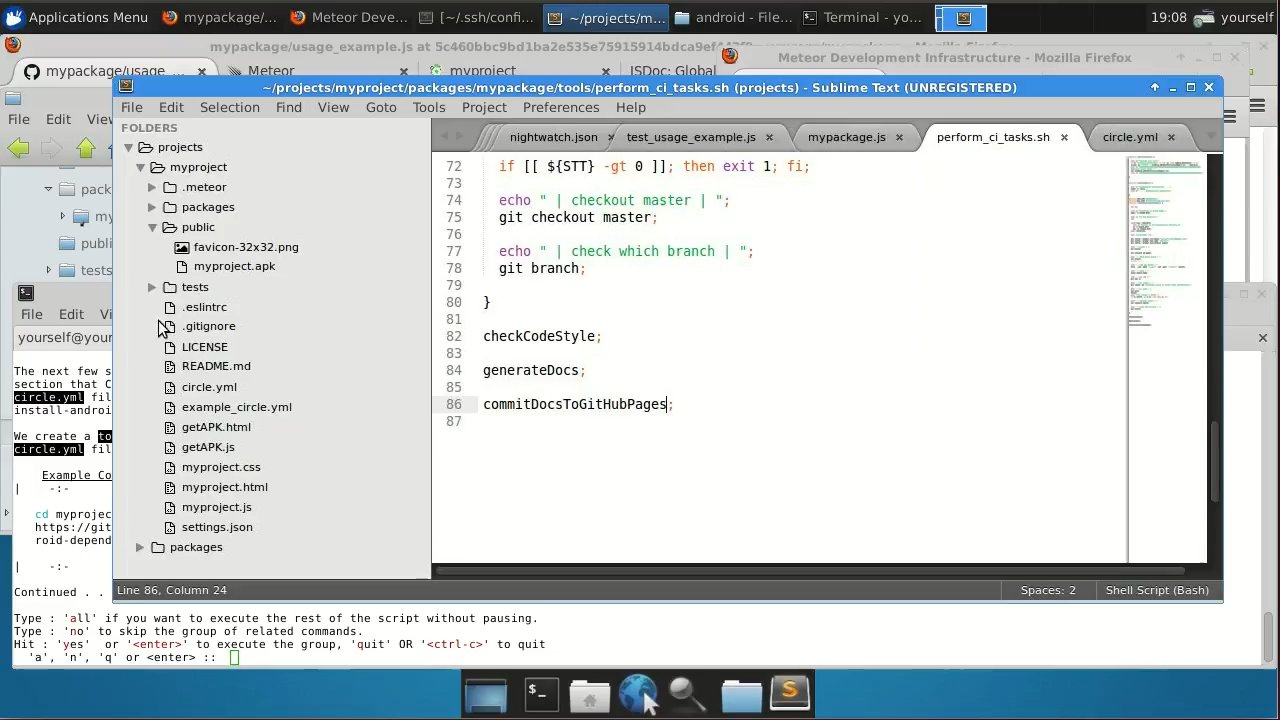 Applications Menu
mypackage/...
Meteor Deve...
[~/.ssh/confi...
~/projects/m...
android - File...
Terminal - yo...
19:08
yourself
mypackage/usage_example.js at 5c460bbc9bd1ba2e535e75915914bdca9ef
Mozilla Firefox
Meteor Development Infrastructure - Mozilla Firefox
mypackage/usage
Meteor
myproject
ISDoc: Global
~/projects/myproject/packages/mypackage/tools/perform_ci_tasks.sh (projects) - Sublime Text (UNREGISTERED)
File Edit Selection Find View Goto Tools Project Preferences Help
File Edit View
FOLDERS
projects
myproject
.meteor
packages
public
favicon-32x32.png
myproject.apk
tests
.eslintrc
.gitignore
LICENSE
README.md
circle.yml
example_circle.yml
getAPK.html
getAPK.js
myproject.css
myproject.html
myproject.js
settings.json
packages
nightwatch.json
test_usage_example.js
mypackage.js
perform_ci_tasks.sh
circle.yml
72 if [[ ${STT} -gt 0 ]]; then exit 1; fi;
73
74 echo " | checkout master | ";
75 git checkout master;
76
77 echo " | check which branch | ";
78 git branch;
79
80 }
81
82 checkCodeStyle;
83
84 generateDocs;
85
86 commitDocsToGitHubPages;
87
Line 86, Column 24
Spaces: 2
Shell Script (Bash)
pack
my
publi
tests
File Edit Vi
yourself@your
The next few s
section that C
circle.yml fil
install-androi
We create a to
circle.yml fil
Example Co
| -:-
cd myprojec
https://git
roid-depend
| -:-
Continued . .
Type : 'all' if you want to execute the rest of the script without pausing.
Type : 'no' to skip the group of related commands.
Hit : 'yes' or '<enter>' to execute the group, 'quit' OR '<ctrl-c>' to quit
'a', 'n', 'q' or <enter> ::